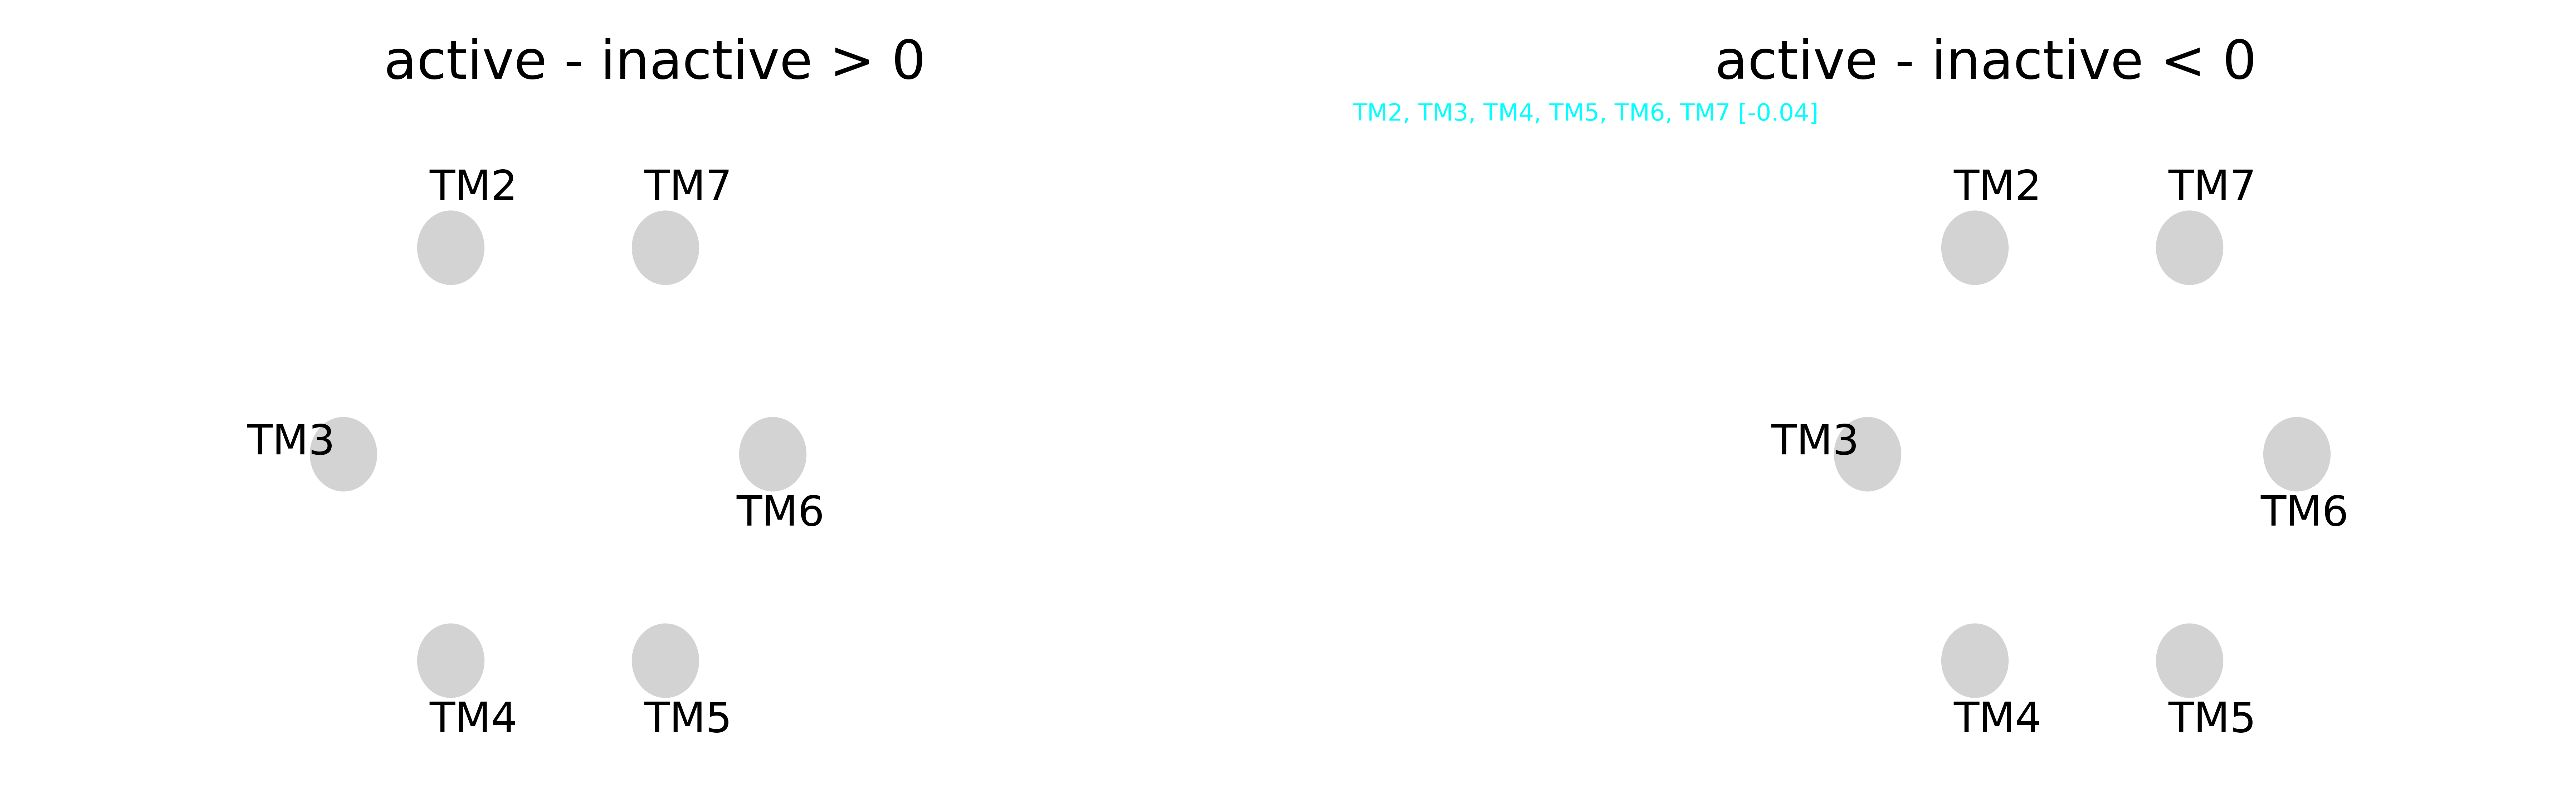 active - inactive > 0
TM2
TM7
TM3
TM6
TM4
TM5
active - inactive < 0
TM2, TM3, TM4, TM5, TM6, TM7 [-0.04]
TM2
TM7
TM3
TM6
TM4
TM5